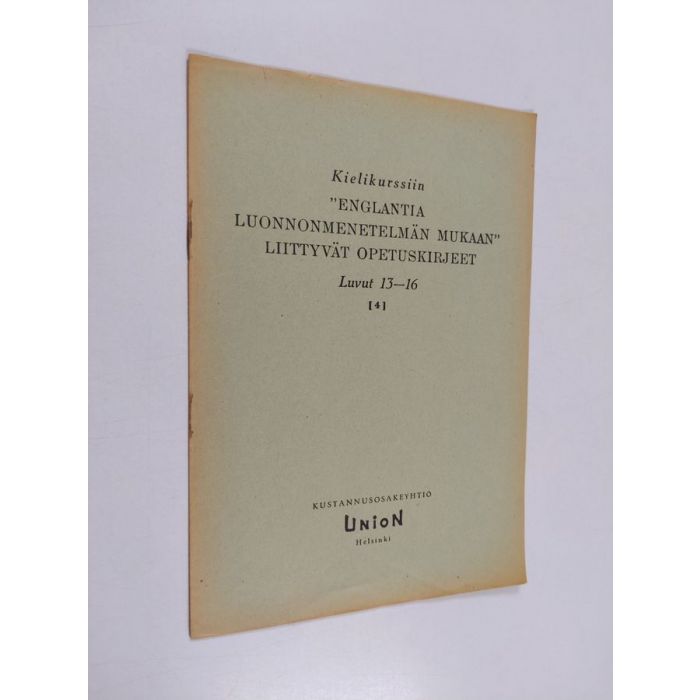 Kielikurssiin
"ENGLANTIA
LUONNONMENETELMÄN MUKAAN"
LIITTYVÄT OPETUSKIRJEET
Luvut 13—16
[4]
KUSTANNUSOSAKEYHTIÖ
UNION
Helsinki